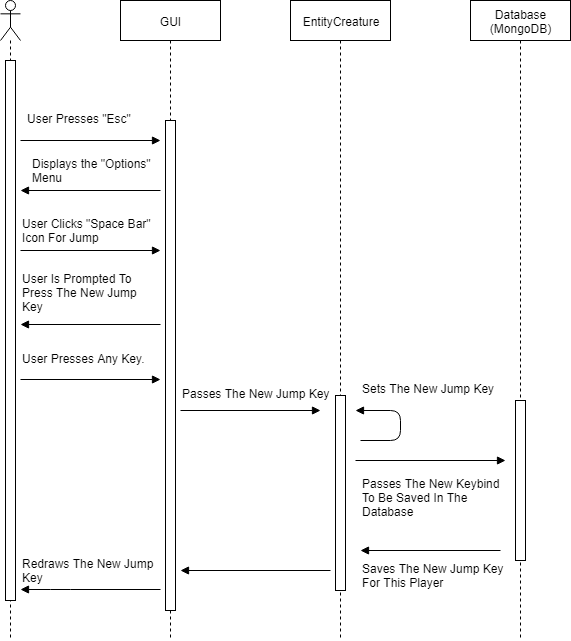 GUI
EntityCreature
Database
(MongoDB)
User Presses "Esc"
Displays the "Options"
Menu
User Clicks "Space Bar"
Icon For Jump
User Is Prompted To
Press The New Jump
Key
User Presses Any Key.
Passes The New Jump Key
Sets The New Jump Key
Passes The New Keybind
To Be Saved In The
Database
Saves The New Jump Key
For This Player
Redraws The New Jump
Key